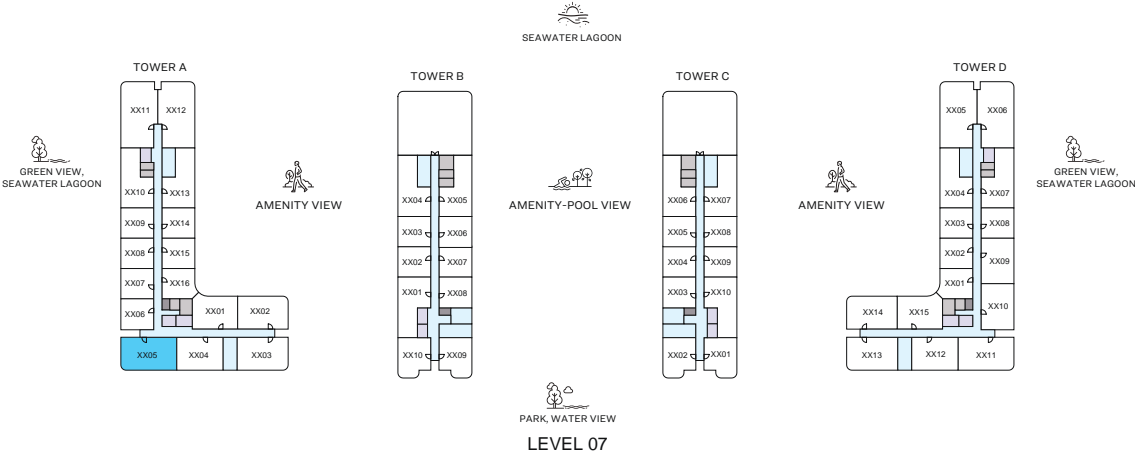 SEAWATER LAGOON
TOWER A
TOWER B
TOWER C
TOWER D
XX11 XX12
XX05 XX06
GREEN VIEW,
SEAWATER LAGOON
AMENITY VIEW
AMENITY-POOL VIEW
AMENITY VIEW
GREEN VIEW,
SEAWATER LAGOON
XX10 XX13
XX04 XX05
XX06 XX07
XX04 XX07
XX09 XX14
XX03 XX06
XX05 XX08
XX03 XX08
XX08 XX15
XX02 XX07
XX04 XX09
XX02 XX09
XX07 XX16
XX01 XX08
XX03 XX10
XX01 XX10
XX06 XX01 XX02
XX14 XX15
XX05 XX04 XX03
XX10 XX09
XX02 XX01
XX13 XX12 XX11
PARK, WATER VIEW
LEVEL 07